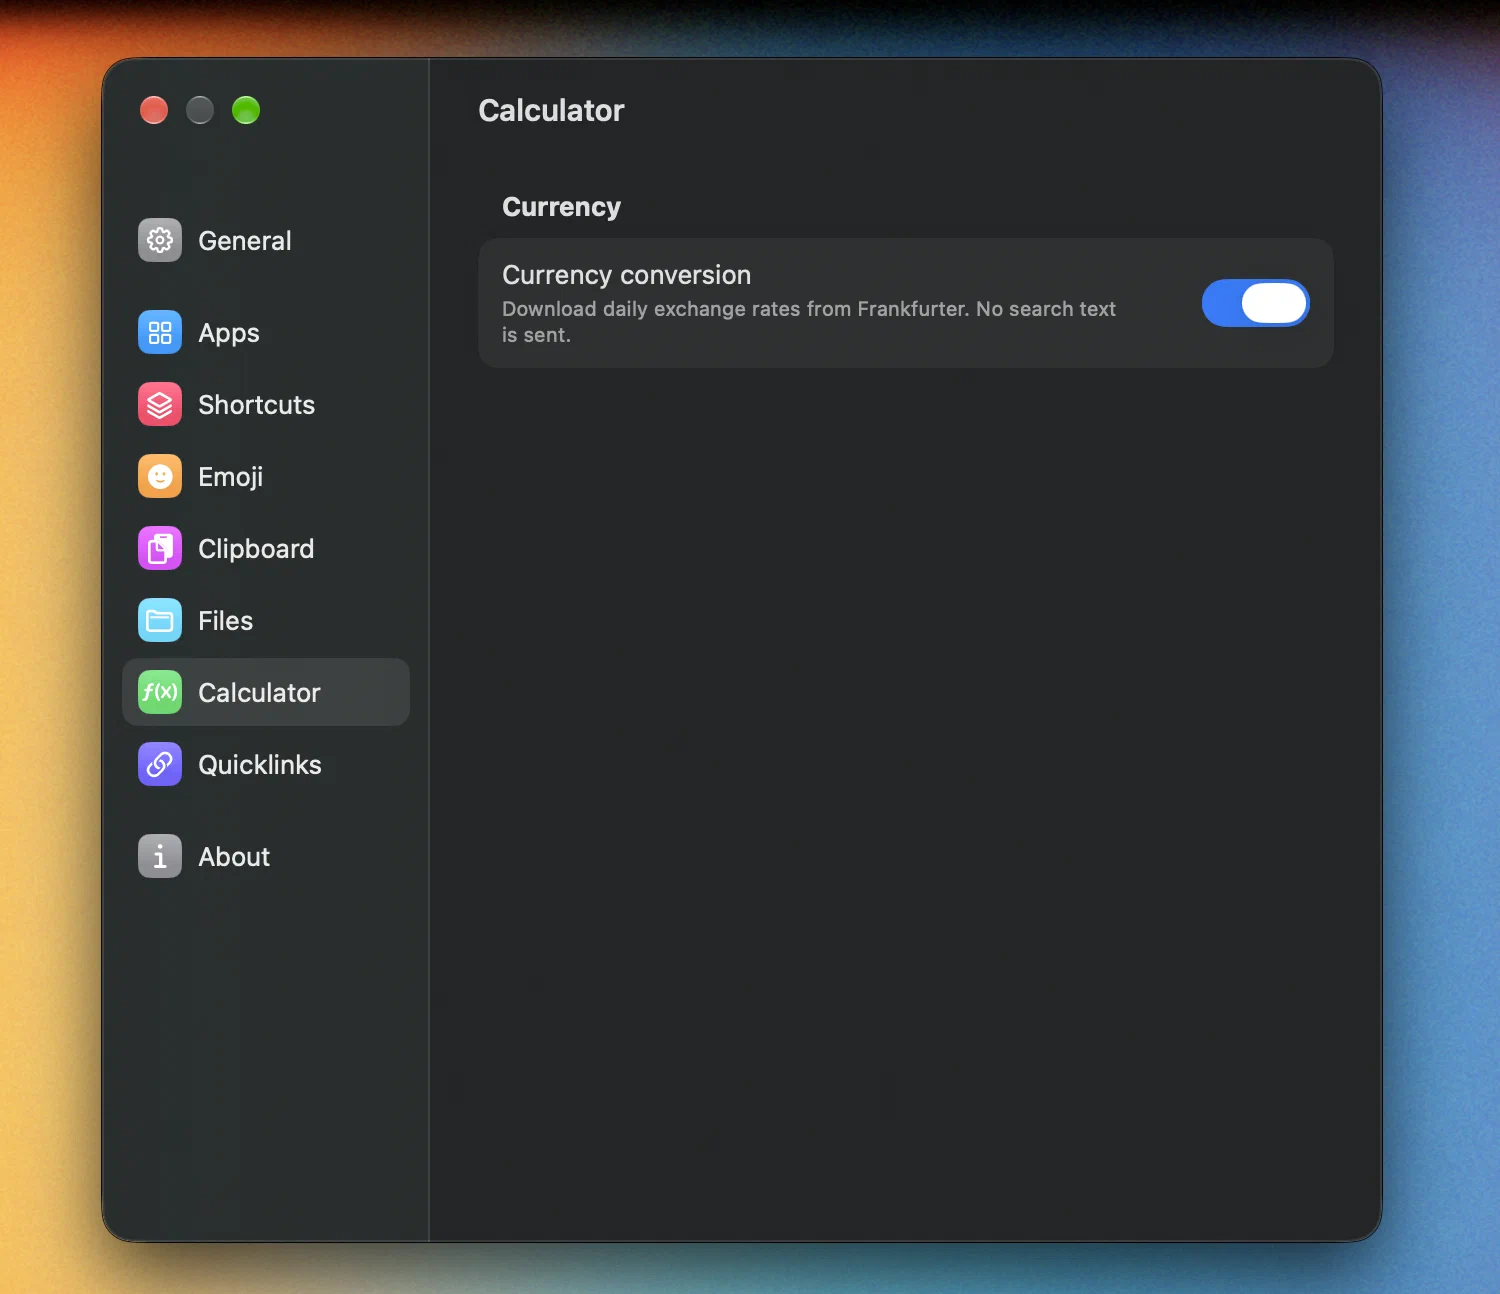 Calculator
General
Apps
Shortcuts
Emoji
Clipboard
Files
f(x) Calculator
Quicklinks
i About
Currency
Currency conversion
Download daily exchange rates from Frankfurter. No search text
is sent.